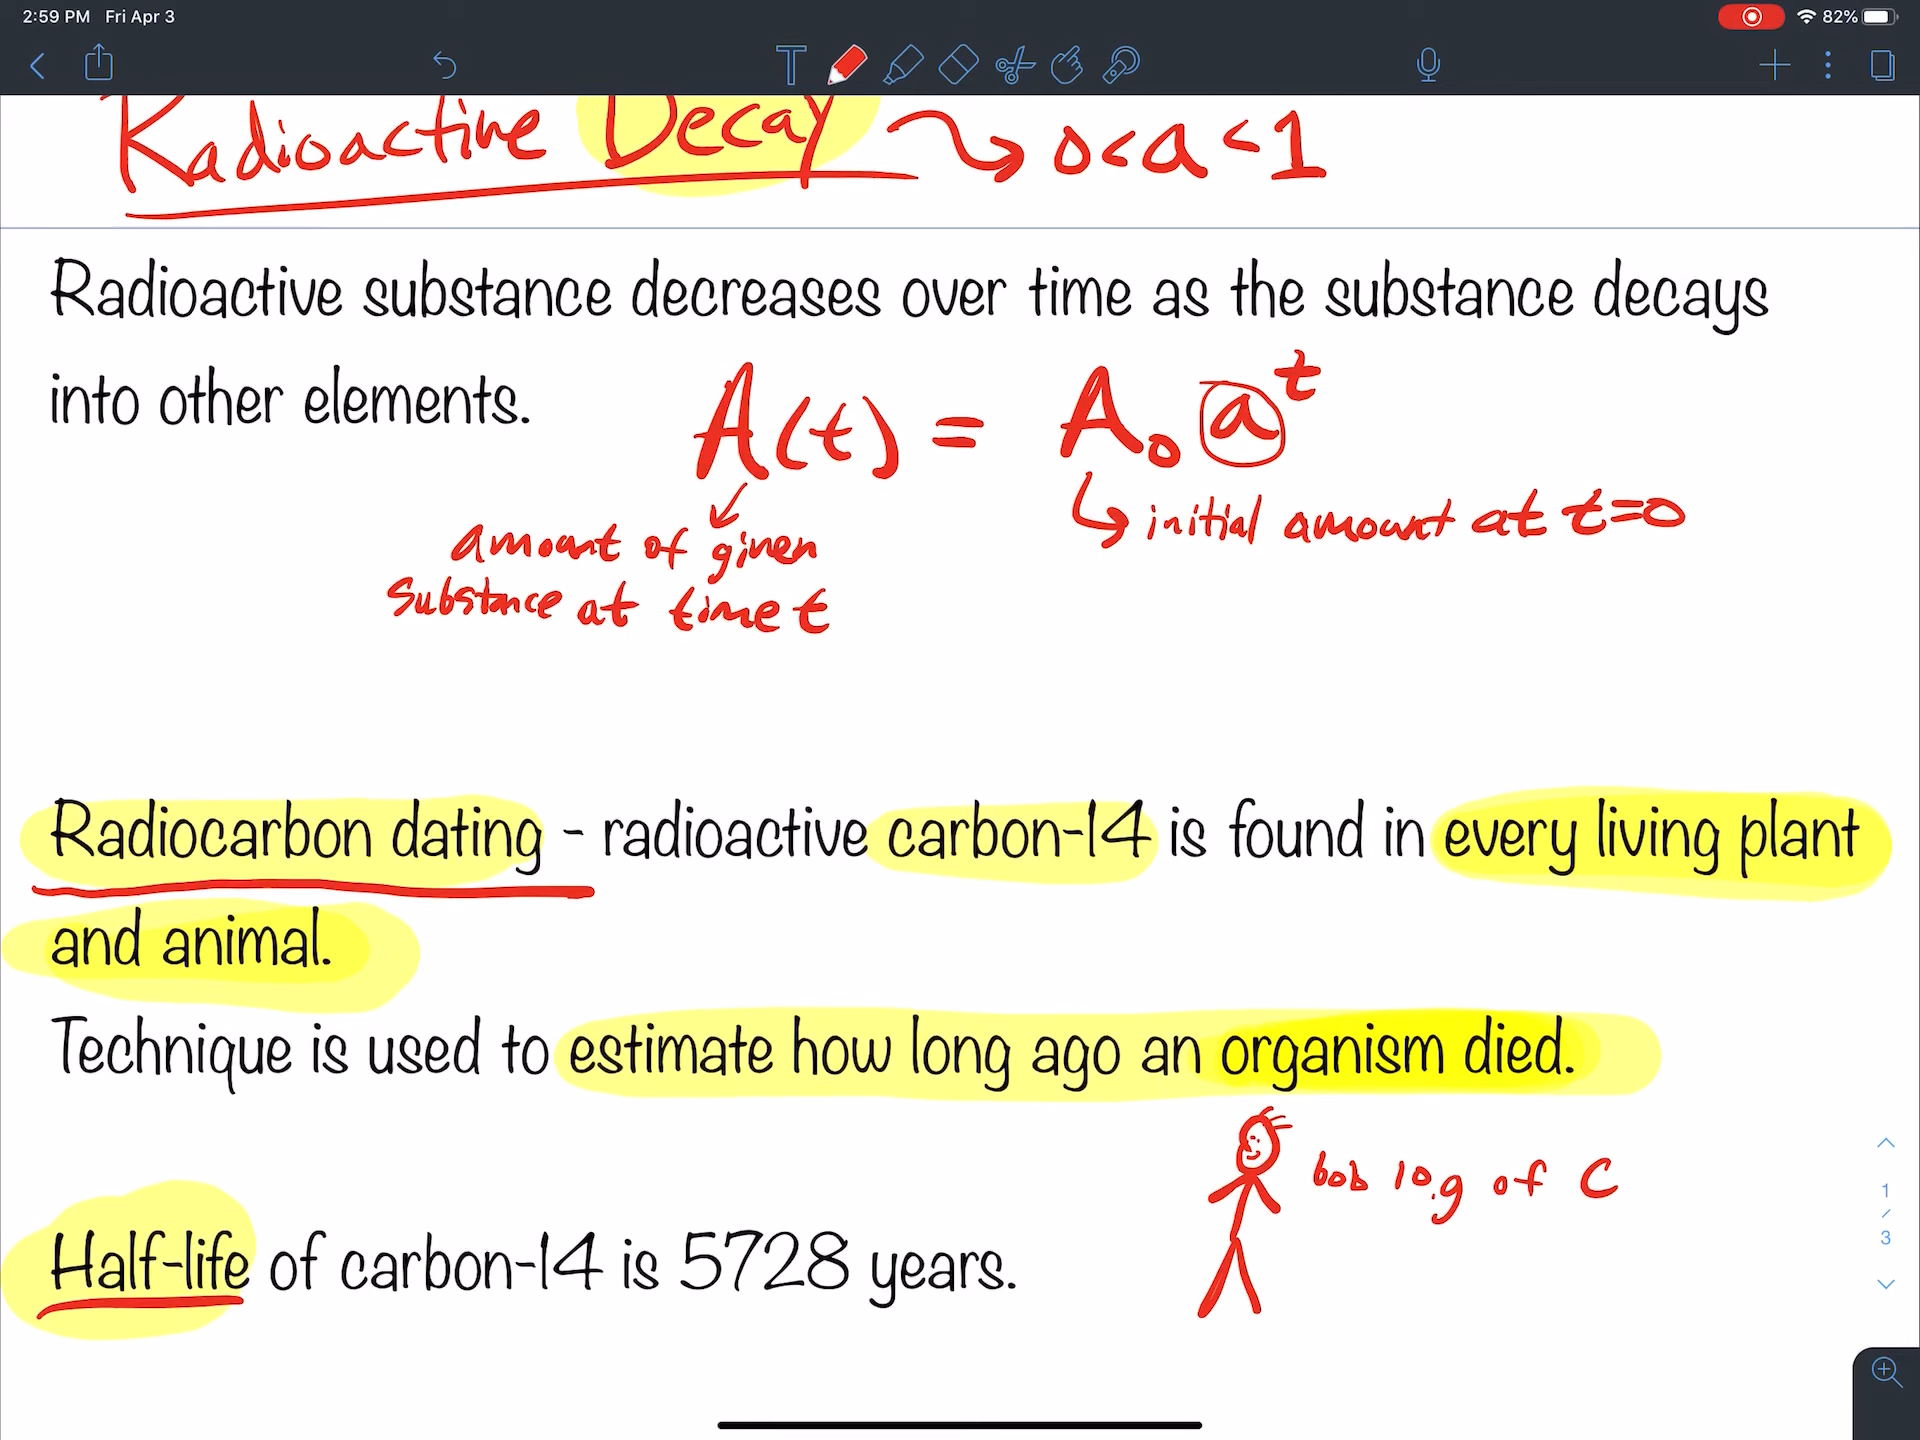 2:59 PM Fri Apr 3
82%
Radioactive Decay 0<a<1
Radioactive substance decreases over time as the substance decays
into other elements.
A(t) = A₀ a^t
initial amount at t=0
amount of given
substance at time t
Radiocarbon dating - radioactive carbon-14 is found in every living plant
and animal.
Technique is used to estimate how long ago an organism died.
bob 10.g of C
Half-life of carbon-14 is 5728 years.
1
/
3